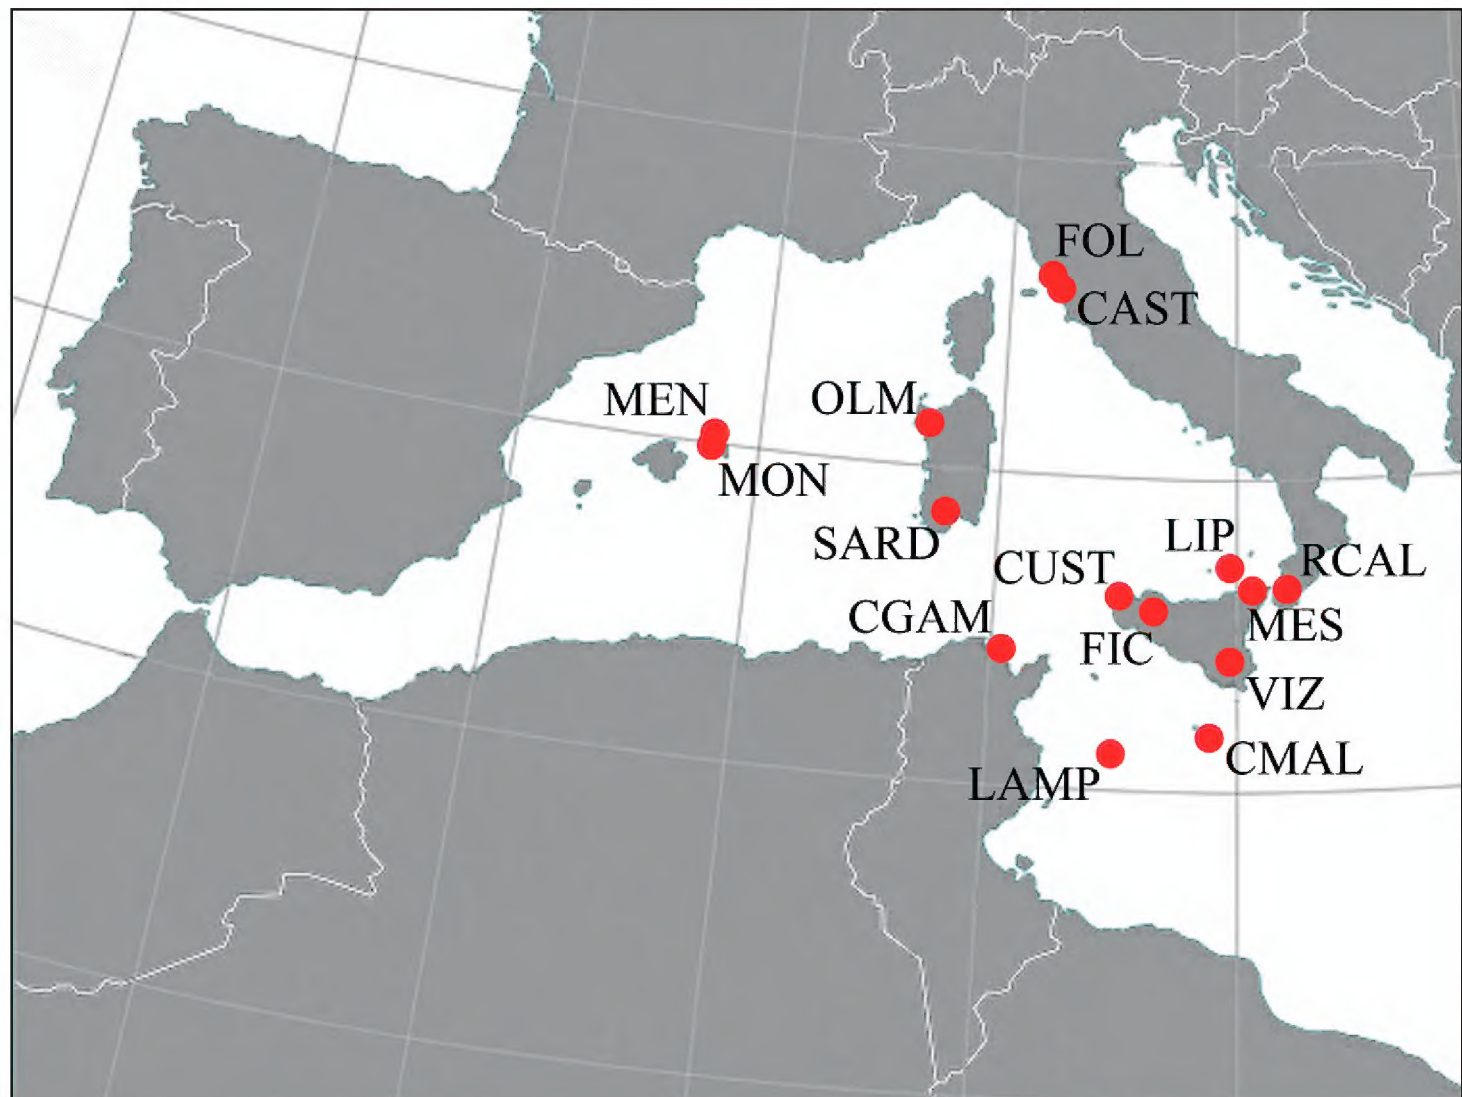 FOL
CAST
MEN
OLM
MON
SARD
LIP
CUST
RCAL
CGAM
MES
FIC
VIZ
CMAL
LAMP